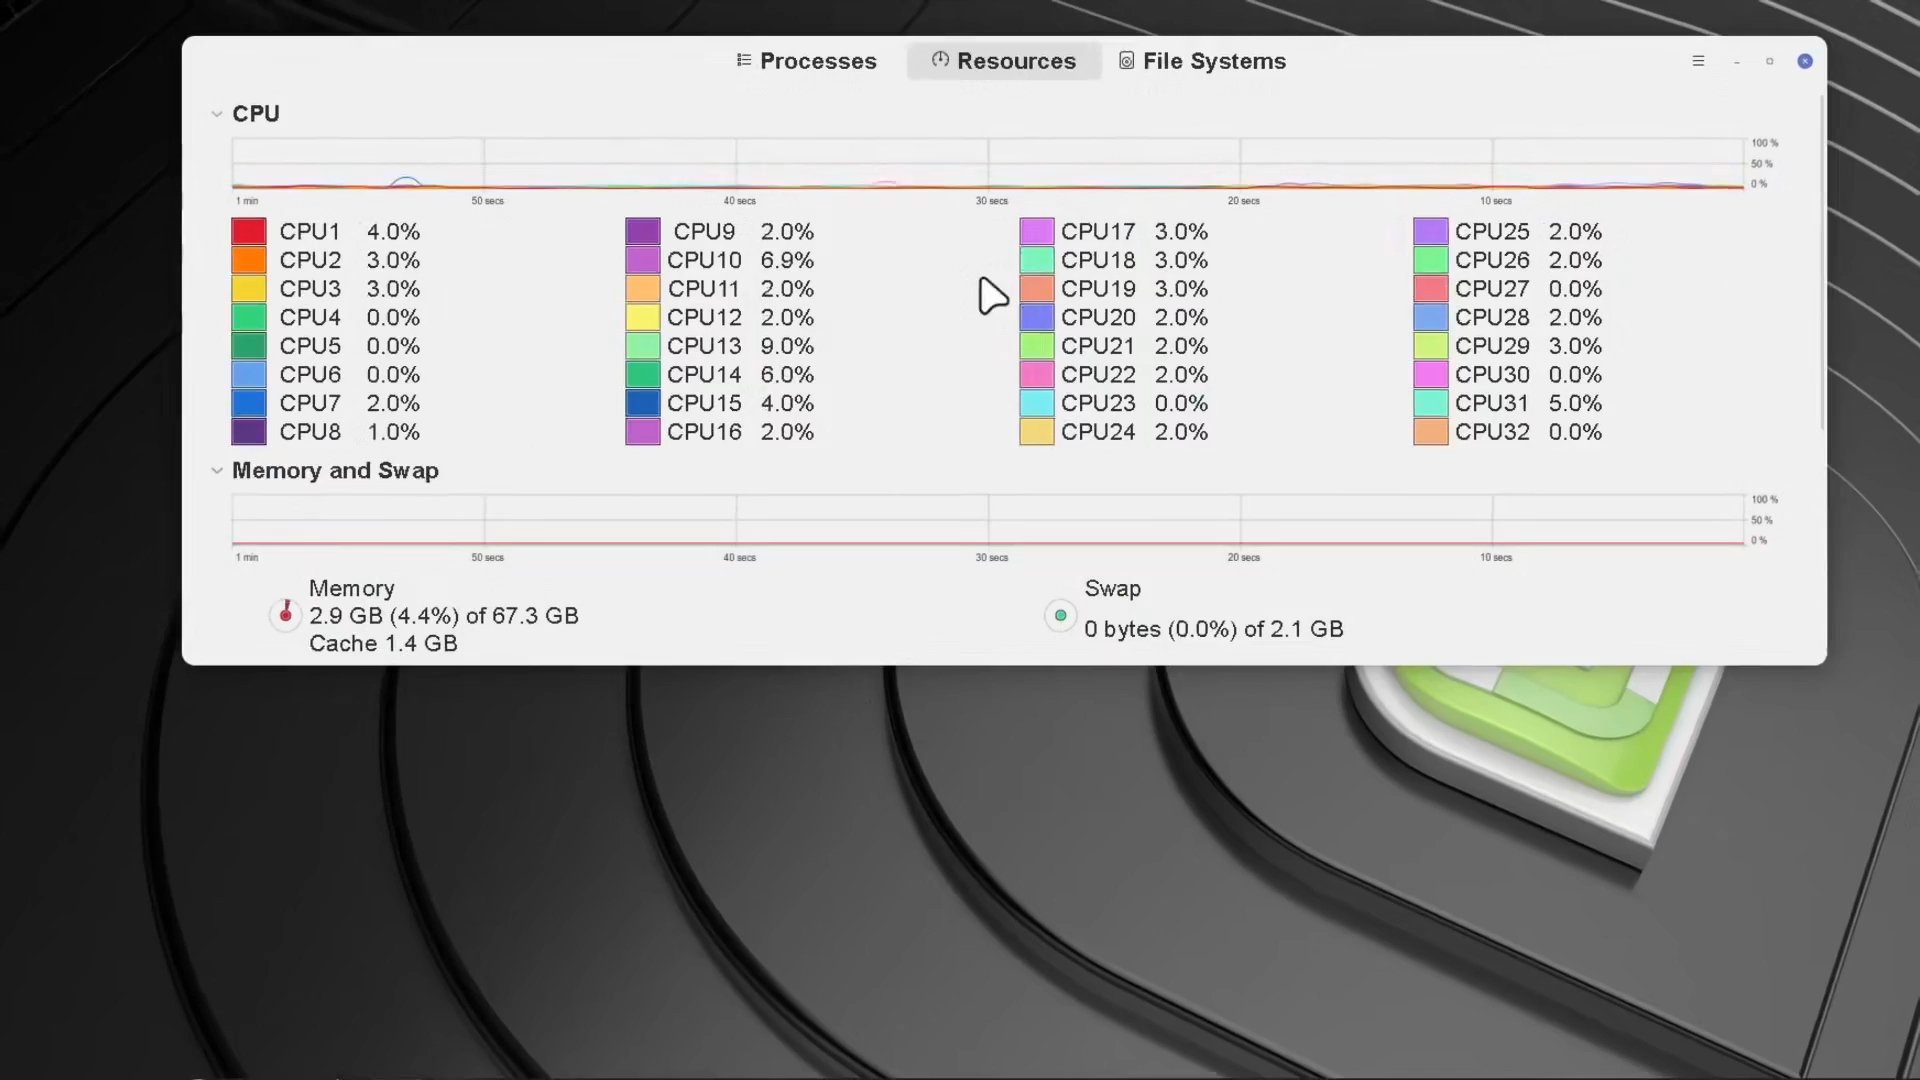 Processes Resources File Systems
CPU
100 %
50 %
0 %
1 min 50 secs 40 secs 30 secs 20 secs 10 secs
CPU1 4.0% CPU9 2.0% CPU17 3.0% CPU25 2.0%
CPU2 3.0% CPU10 6.9% CPU18 3.0% CPU26 2.0%
CPU3 3.0% CPU11 2.0% CPU19 3.0% CPU27 0.0%
CPU4 0.0% CPU12 2.0% CPU20 2.0% CPU28 2.0%
CPU5 0.0% CPU13 9.0% CPU21 2.0% CPU29 3.0%
CPU6 0.0% CPU14 6.0% CPU22 2.0% CPU30 0.0%
CPU7 2.0% CPU15 4.0% CPU23 0.0% CPU31 5.0%
CPU8 1.0% CPU16 2.0% CPU24 2.0% CPU32 0.0%
Memory and Swap
100 %
50 %
0 %
1 min 50 secs 40 secs 30 secs 20 secs 10 secs
Memory
2.9 GB (4.4%) of 67.3 GB
Cache 1.4 GB
Swap
0 bytes (0.0%) of 2.1 GB